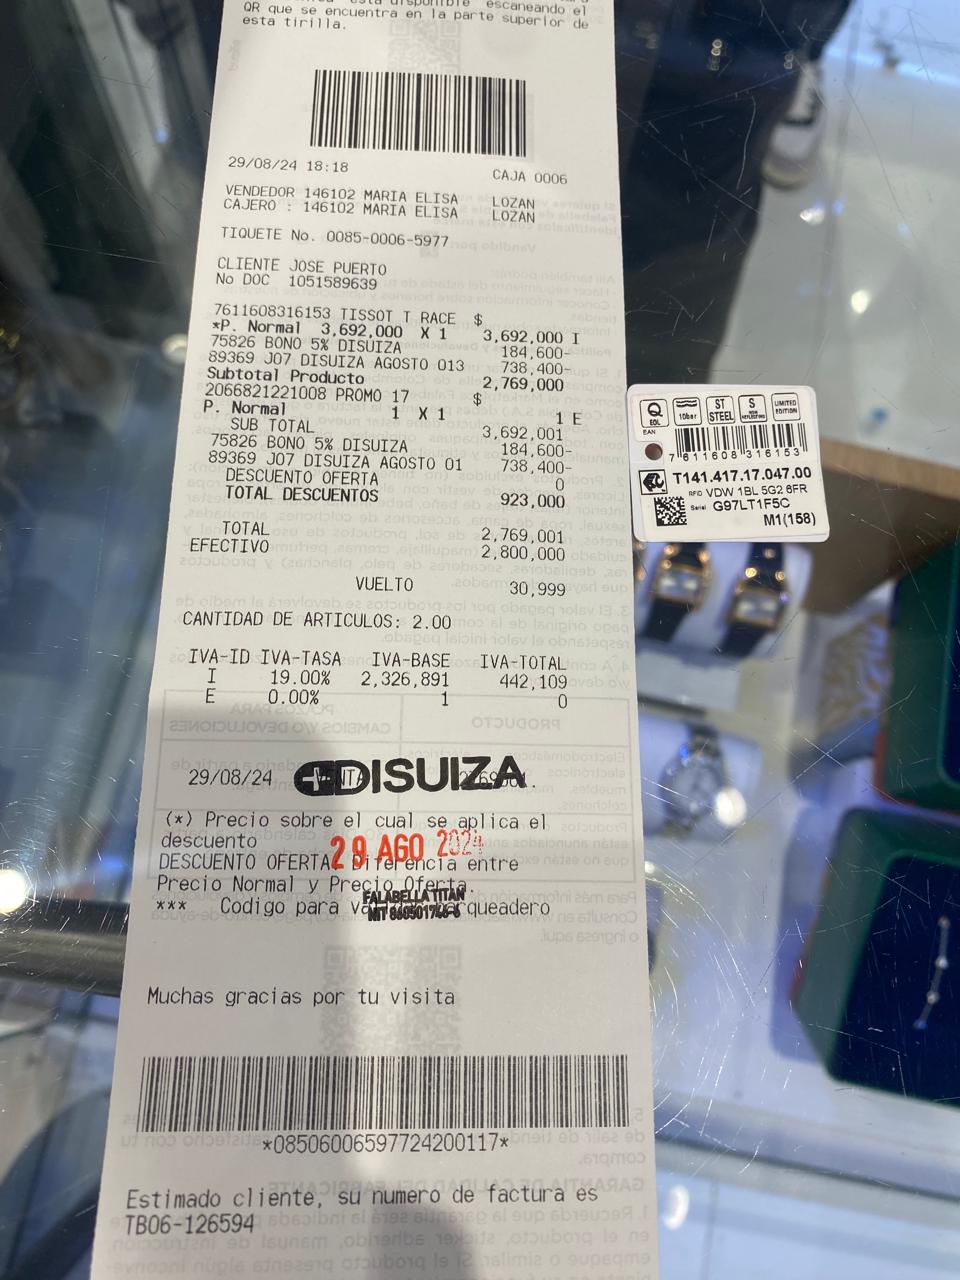 QR que se encuentra en la parte superior de
esta tirilla.
29/08/24 18:18 CAJA 0006
VENDEDOR 146102 MARIA ELISA LOZAN
CAJERO : 146102 MARIA ELISA LOZAN
TIQUETE No. 0085-0006-5977
CLIENTE JOSE PUERTO
No DOC 1051589639
7611608316153 TISSOT T RACE $
*P. Normal 3,692,000 X 1 3,692,000 I
75826 BONO 5% DISUIZA 184,600-
89369 J07 DISUIZA AGOSTO 013 738,400-
Subtotal Producto 2,769,000
2066821221008 PROMO 17 $
P. Normal 1 X 1 1 E
SUB TOTAL 3,692,001
75826 BONO 5% DISUIZA 184,600-
89369 J07 DISUIZA AGOSTO 01 738,400-
DESCUENTO OFERTA 0
TOTAL DESCUENTOS 923,000
TOTAL 2,769,001
EFECTIVO 2,800,000
VUELTO 30,999
CANTIDAD DE ARTICULOS: 2.00
IVA-ID IVA-TASA IVA-BASE IVA-TOTAL
I 19.00% 2,326,891 442,109
E 0.00% 1 0
29/08/24 VENTA
DISUIZA
(*) Precio sobre el cual se aplica el
descuento
29 AGO 2024
DESCUENTO OFERTA: Diferencia entre
Precio Normal y Precio Oferta.
FALABELLA TITAN
*** Codigo para
Muchas gracias por tu visita
*08506006597724200117*
Estimado cliente, su numero de factura es
TB06-126594
Q
EOL
10bar
ST
STEEL
S
LIMITED
EDITION
EAN
7 611608 316153
T141.417.17.047.00
RFID VDW 1BL 5G2 6FR
Serial G97LT1F5C
M1(158)